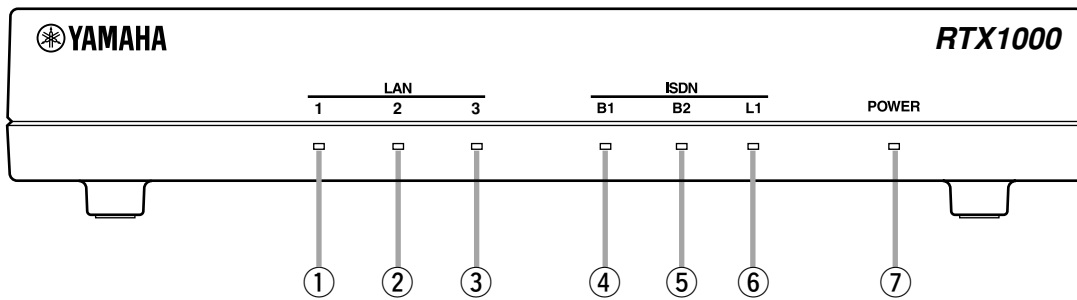 YAMAHA
RTX1000
LAN
ISDN
1 2 3 B1 B2 L1 POWER
① ② ③ ④ ⑤ ⑥ ⑦